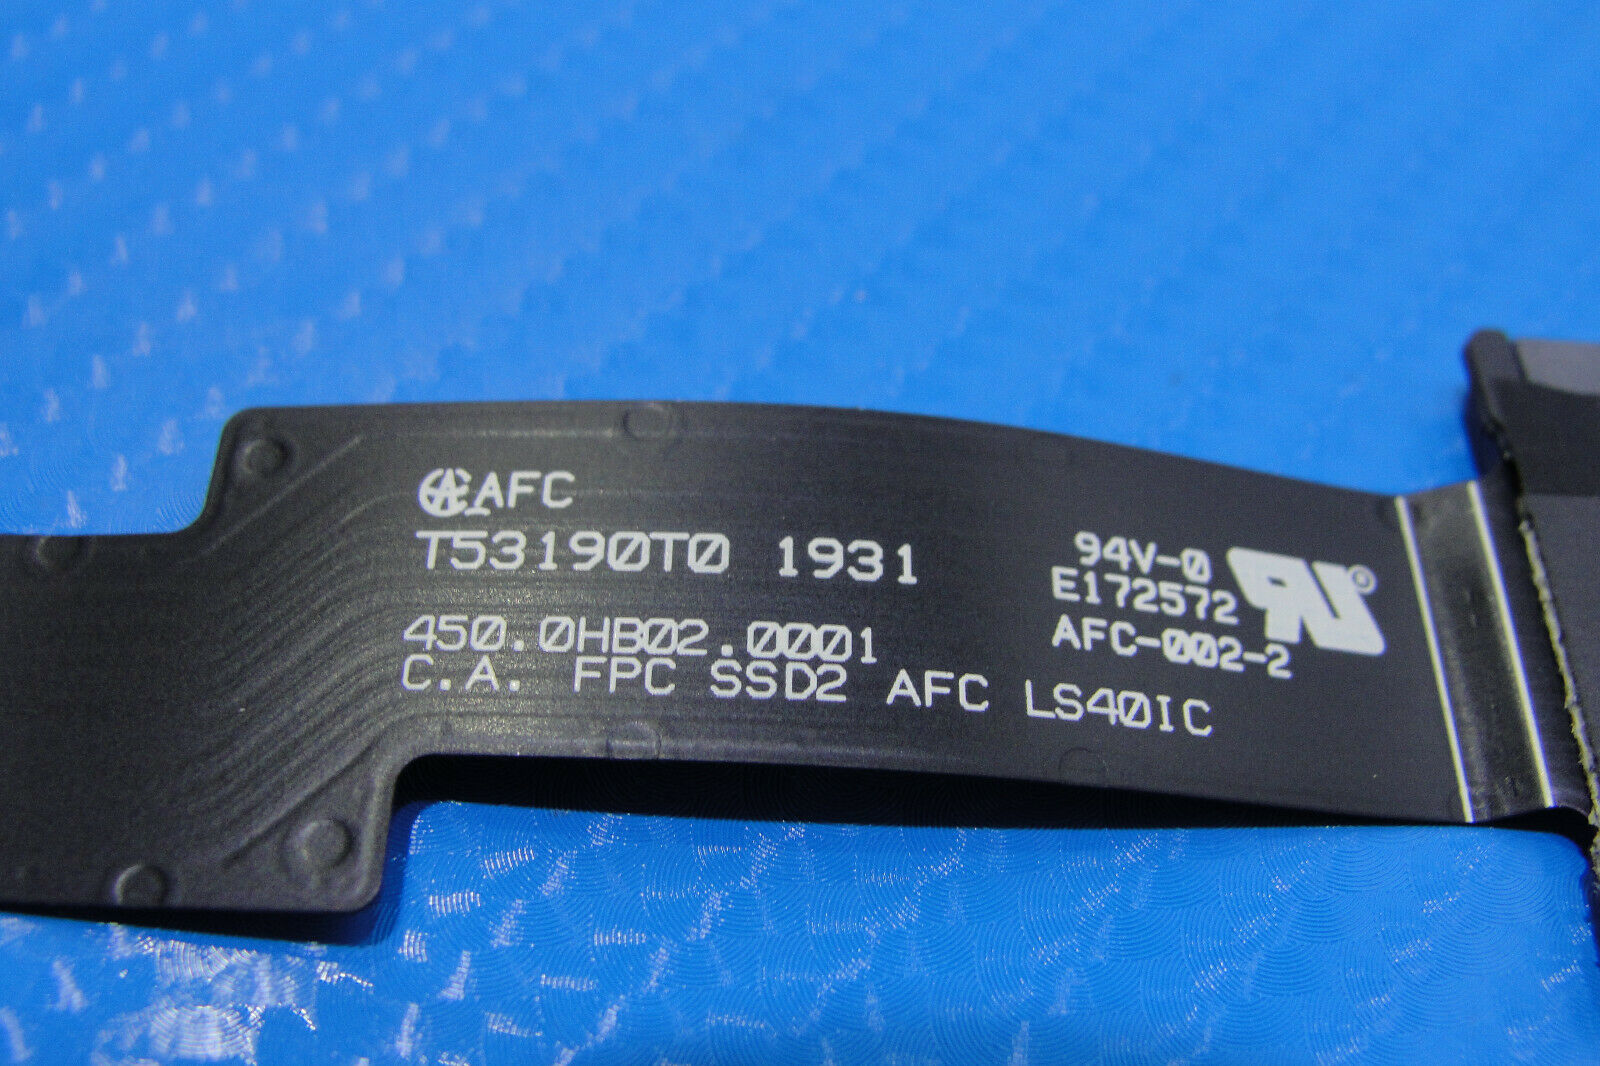 AFC
T53190T0 1931
450.0HB02.0001
C.A. FPC SSD2 AFC LS40IC
94V-0
E172572
AFC-002-2